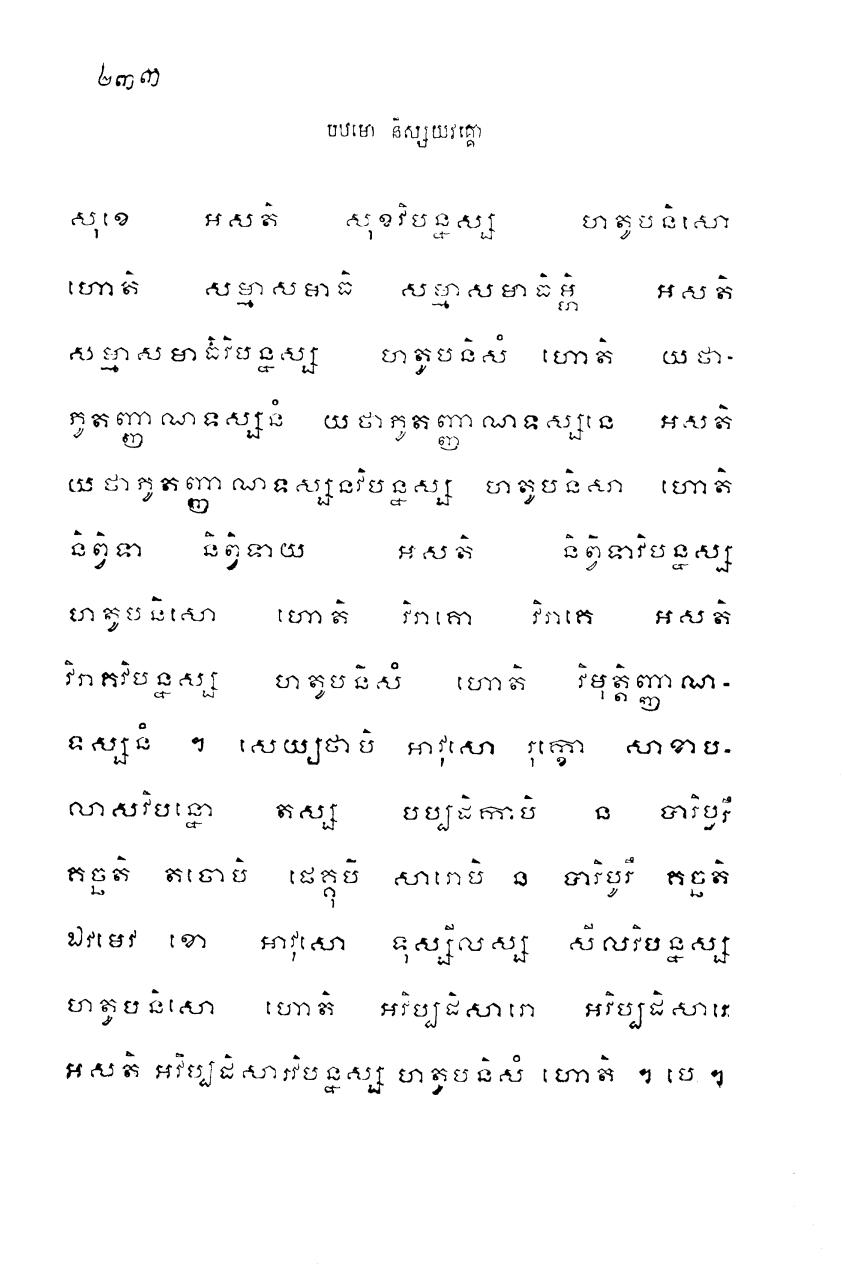 ២៣៣
បឋមោ និស្សយវគ្គោ
សុខេ អសតិ សុខវិបន្នស្ស ហតូបនិសោ
ហោតិ សម្មាសមាធិ សម្មាសមាធិម្ហិ អសតិ
សម្មាសមាធិវិបន្នស្ស ហតូបនិសំ ហោតិ យថា-
ភូតញ្ញាណទស្សនំ យថាភូតញ្ញាណទស្សនេ អសតិ
យថាភូតញ្ញាណទស្សនវិបន្នស្ស ហតូបនិសា ហោតិ
និព្វិទា និព្វិទាយ អសតិ និព្វិទាវិបន្នស្ស
ហតូបនិសោ ហោតិ វិរាគោ វិរាគេ អសតិ
វិរាគវិបន្នស្ស ហតូបនិសំ ហោតិ វិមុត្តិញ្ញាណ-
ទស្សនំ ។ សេយ្យថាបិ អាវុសោ រុក្ខោ សាខាប-
លាសវិបន្នោ តស្ស បប្បដិកាបិ ន បារិបូរឹ
គច្ឆតិ តចោបិ ផេគ្គុបិ សារោបិ ន បារិបូរឹ គច្ឆតិ
ឯវមេវ ខោ អាវុសោ ទុស្សីលស្ស សីលវិបន្នស្ស
ហតូបនិសោ ហោតិ អវិប្បដិសារោ អវិប្បដិសារេ
អសតិ អវិប្បដិសារវិបន្នស្ស ហតូបនិសំ ហោតិ ។ បេ ។